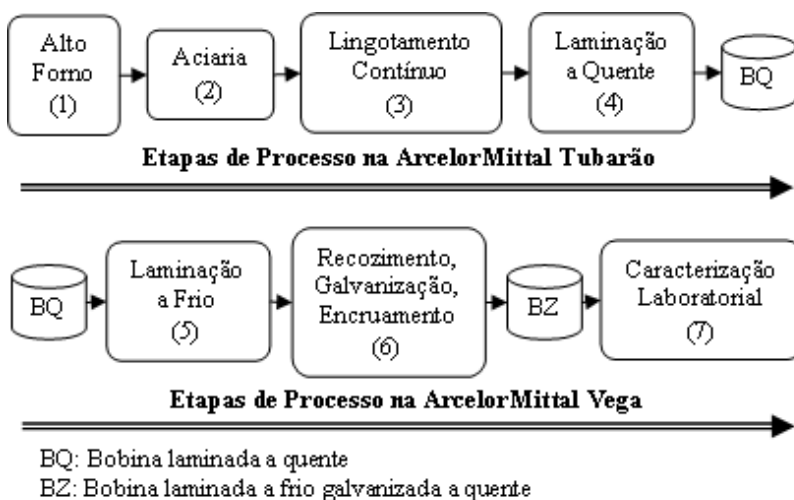 Alto
Forno
(1)
Aciaria
(2)
Lingotamento
Contínuo
(3)
Laminação
a Quente
(4)
BQ
Etapas de Processo na ArcelorMittal Tubarão
BQ
Laminação
a Frio
(5)
Recozimento,
Galvanização,
Encruamento
(6)
BZ
Caracterização
Laboratorial
(7)
Etapas de Processo na ArcelorMittal Vega
BQ: Bobina laminada a quente
BZ: Bobina laminada a frio galvanizada a quente